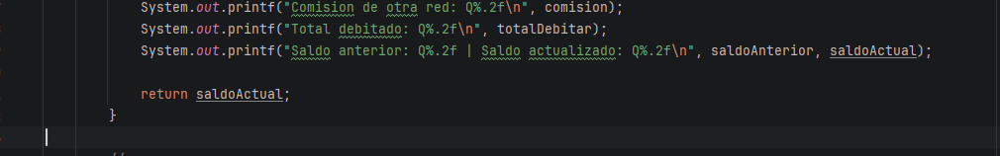 System.out.printf("Comision de otra red: Q%.2f\n", comision);
System.out.printf("Total debitado: Q%.2f\n", totalDebitar);
System.out.printf("Saldo anterior: Q%.2f | Saldo actualizado: Q%.2f\n", saldoAnterior, saldoActual);
return saldoActual;
}
//